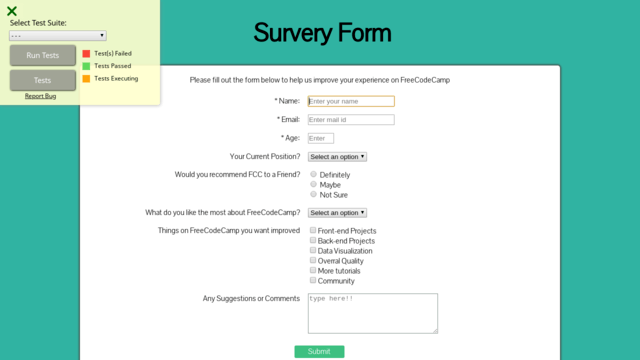 Select Test Suite:
- - -
Run Tests
Test(s) Failed
Tests Passed
Tests
Tests Executing
Report Bug
Survery Form
Please fill out the form below to help us improve your experience on FreeCodeCamp
* Name:
Enter your name
* Email:
Enter mail id
* Age:
Enter
Your Current Position?
Select an option
Would you recommend FCC to a Friend?
Definitely
Maybe
Not Sure
What do you like the most about FreeCodeCamp?
Select an option
Things on FreeCodeCamp you want improved
Front-end Projects
Back-end Projects
Data Visualization
Overral Quality
More tutorials
Community
Any Suggestions or Comments
type here!!
Submit